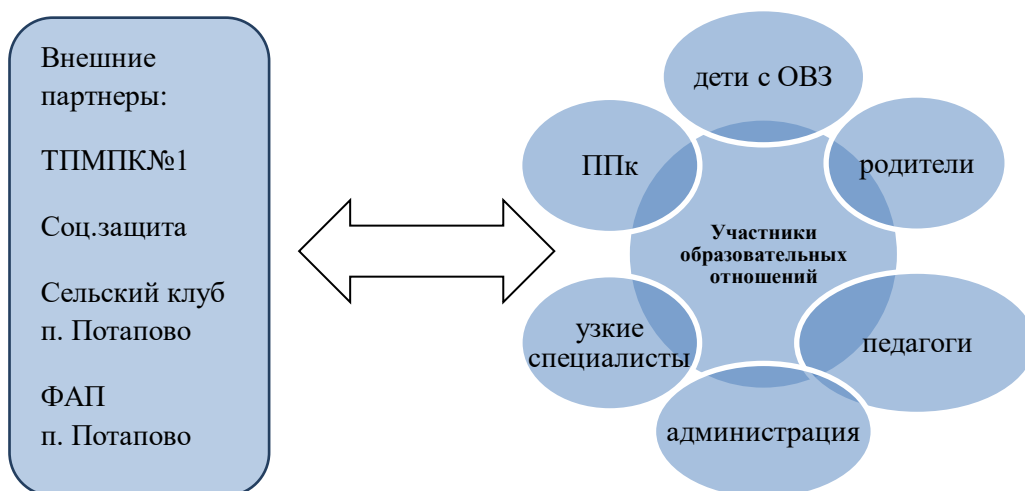 Внешние
партнеры:
ТПМПК№1
Соц.защита
Сельский клуб
п. Потапово
ФАП
п. Потапово
дети с ОВЗ
ППк
родители
Участники
образовательных
отношений
узкие
специалисты
педагоги
администрация